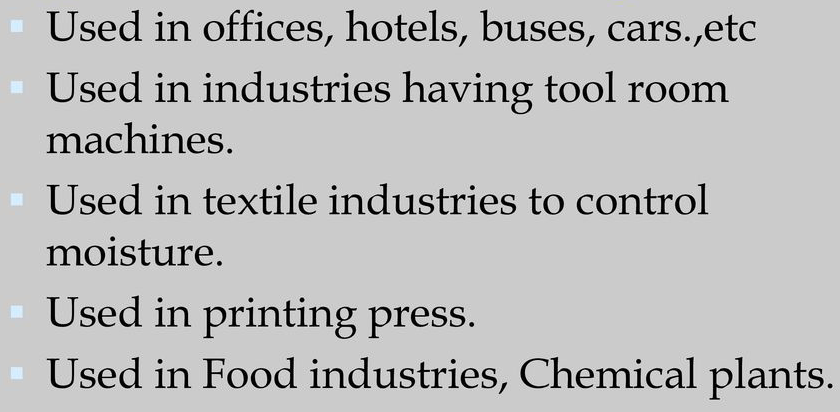 ▪ Used in offices, hotels, buses, cars.,etc
▪ Used in industries having tool room
machines.
▪ Used in textile industries to control
moisture.
▪ Used in printing press.
▪ Used in Food industries, Chemical plants.